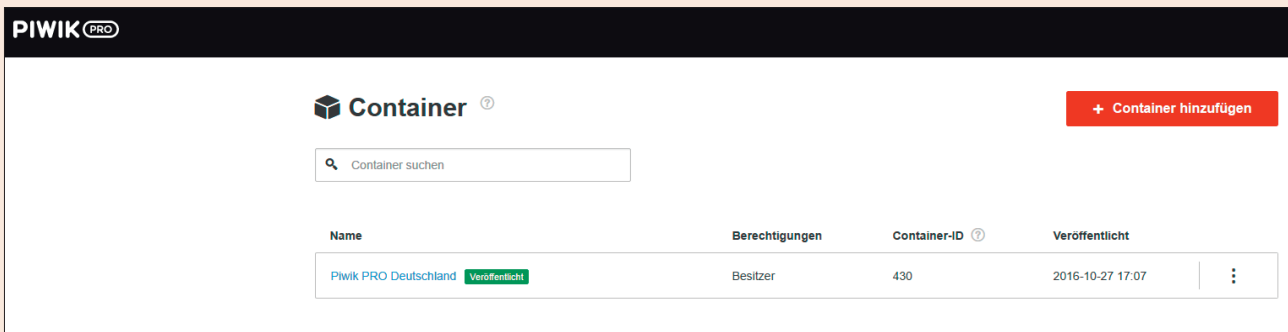 PIWIK PRO
Container ?
+ Container hinzufügen
Container suchen
Name Berechtigungen Container-ID ? Veröffentlicht
Piwik PRO Deutschland Veröffentlicht Besitzer 430 2016-10-27 17:07